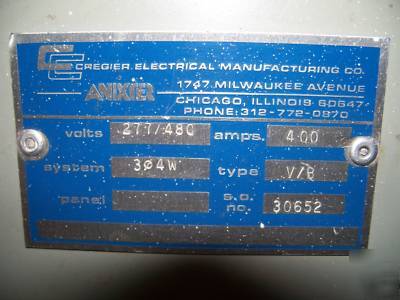 CE CREGIER ELECTRICAL MANUFACTURING CO.
ANIXTER 1747 MILWAUKEE AVENUE
CHICAGO, ILLINOIS 60647
PHONE: 312-772-0870
volts 277/480 amps. 400
system 3Ø4W type V/B
panel s.o. no. 30652